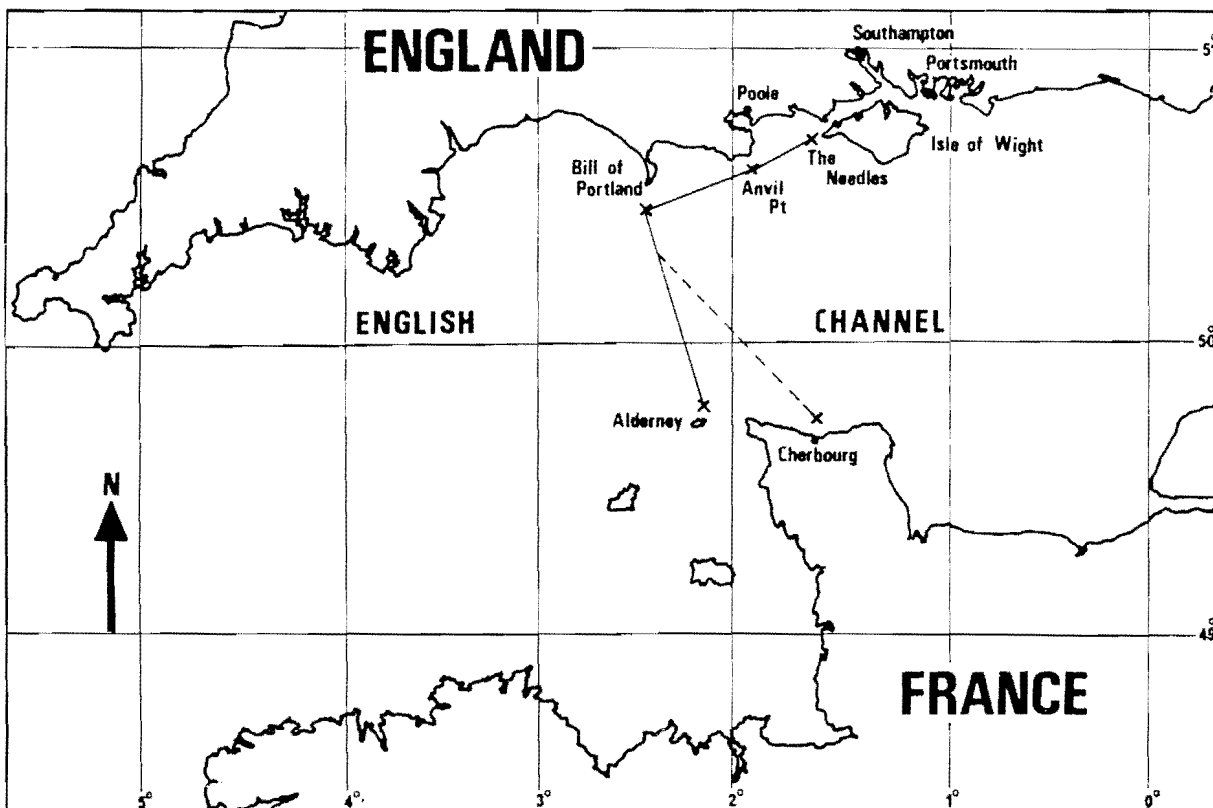 ENGLAND
Southampton
Portsmouth
Poole
Isle of Wight
The
Needles
Bill of
Portland
Anvil
Pt
ENGLISH CHANNEL
50
Alderney
Cherbourg
N
FRANCE
5° 4° 3° 2° 1° 0°